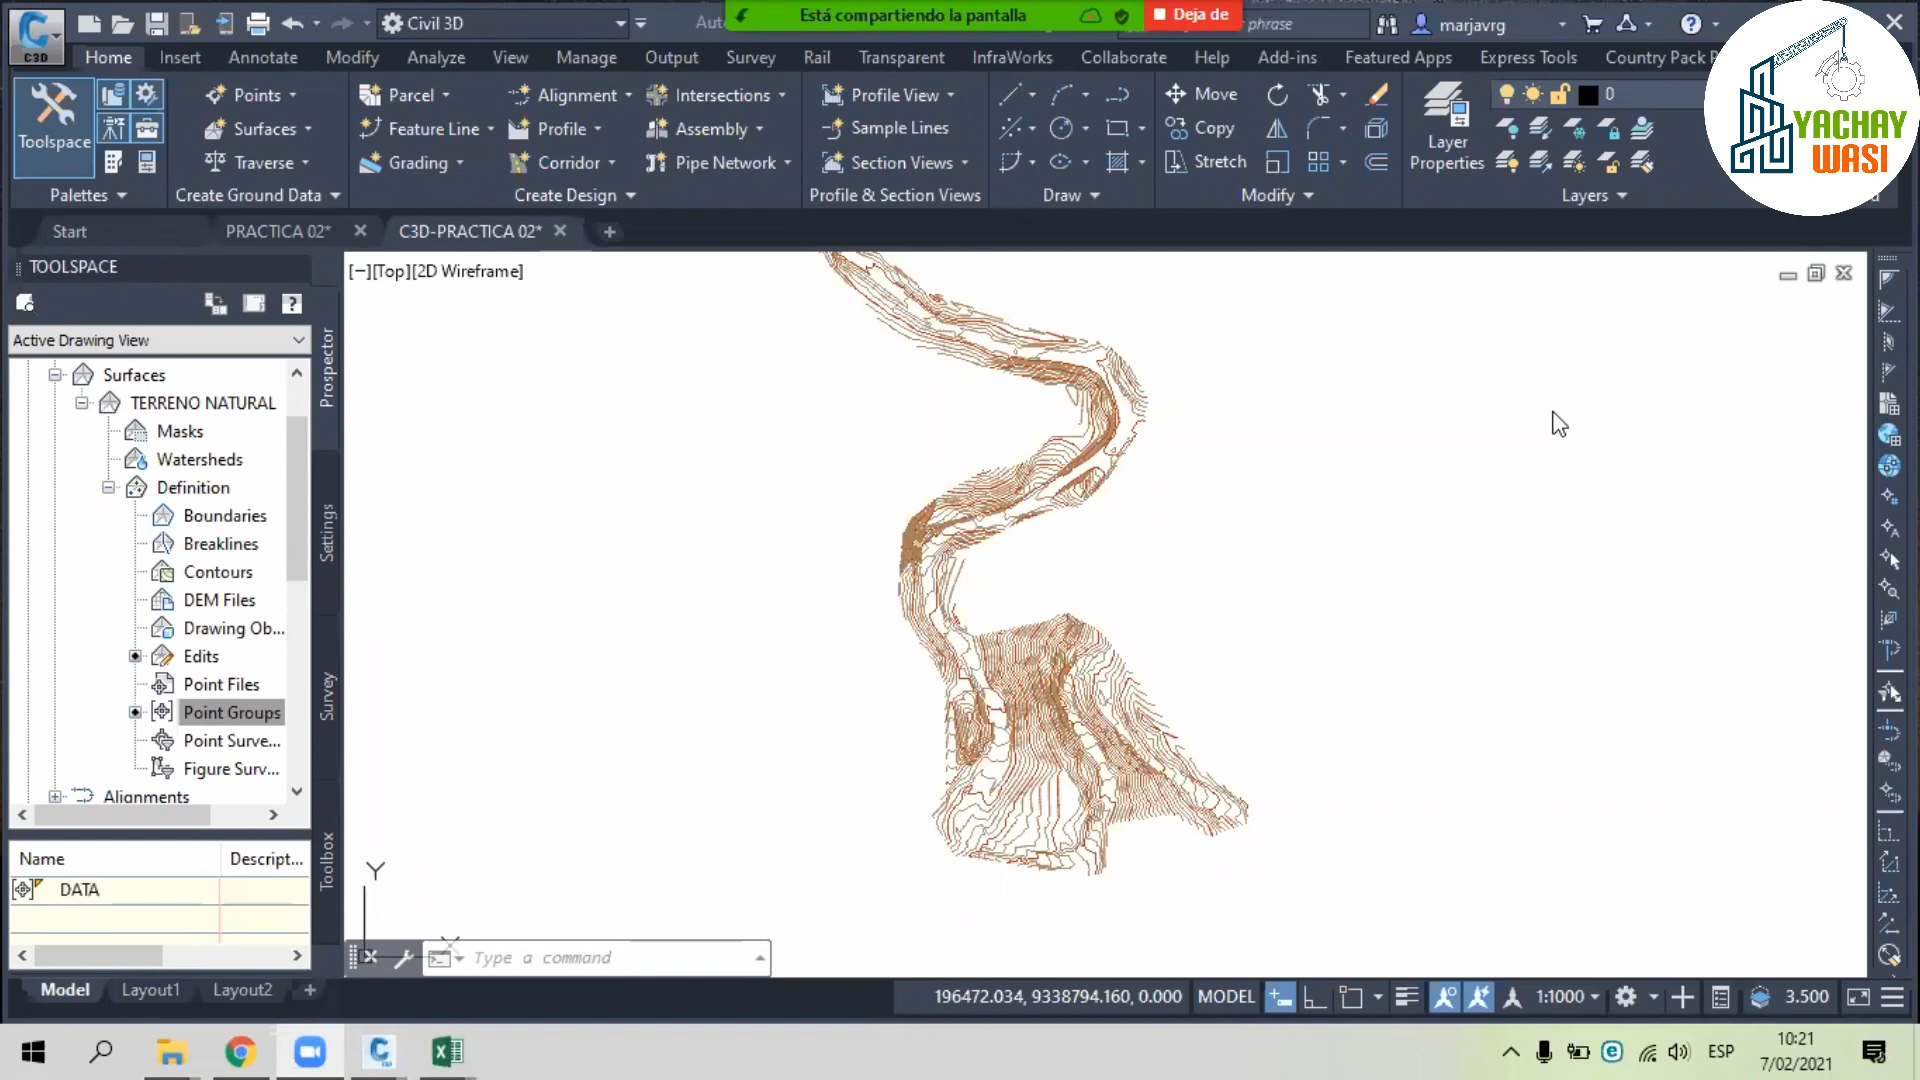 Está compartiendo la pantalla
Deja de
C3D
Civil 3D
phrase
marjavrg
Home Insert Annotate Modify Analyze View Manage Output Survey Rail Transparent InfraWorks Collaborate Help Add-ins Featured Apps Express Tools Country Pack
YACHAY
WASI
Toolspace
Points
Surfaces
Traverse
Parcel
Feature Line
Grading
Alignment
Profile
Corridor
Intersections
Assembly
Pipe Network
Profile View
Sample Lines
Section Views
Move
Copy
Stretch
Layer
Properties
0
Palettes
Create Ground Data
Create Design
Profile & Section Views
Draw
Modify
Layers
Start
PRACTICA 02*
C3D-PRACTICA 02*
TOOLSPACE
[−][Top][2D Wireframe]
Active Drawing View
Surfaces
TERRENO NATURAL
Masks
Watersheds
Definition
Boundaries
Breaklines
Contours
DEM Files
Drawing Ob...
Edits
Point Files
Point Groups
Point Surve...
Figure Surv...
Alignments
Prospector
Settings
Survey
Toolbox
Name
Descript...
DATA
Y
X
Type a command
Model
Layout1
Layout2
196472.034, 9338794.160, 0.000
MODEL
1:1000
3.500
ESP
10:21
7/02/2021